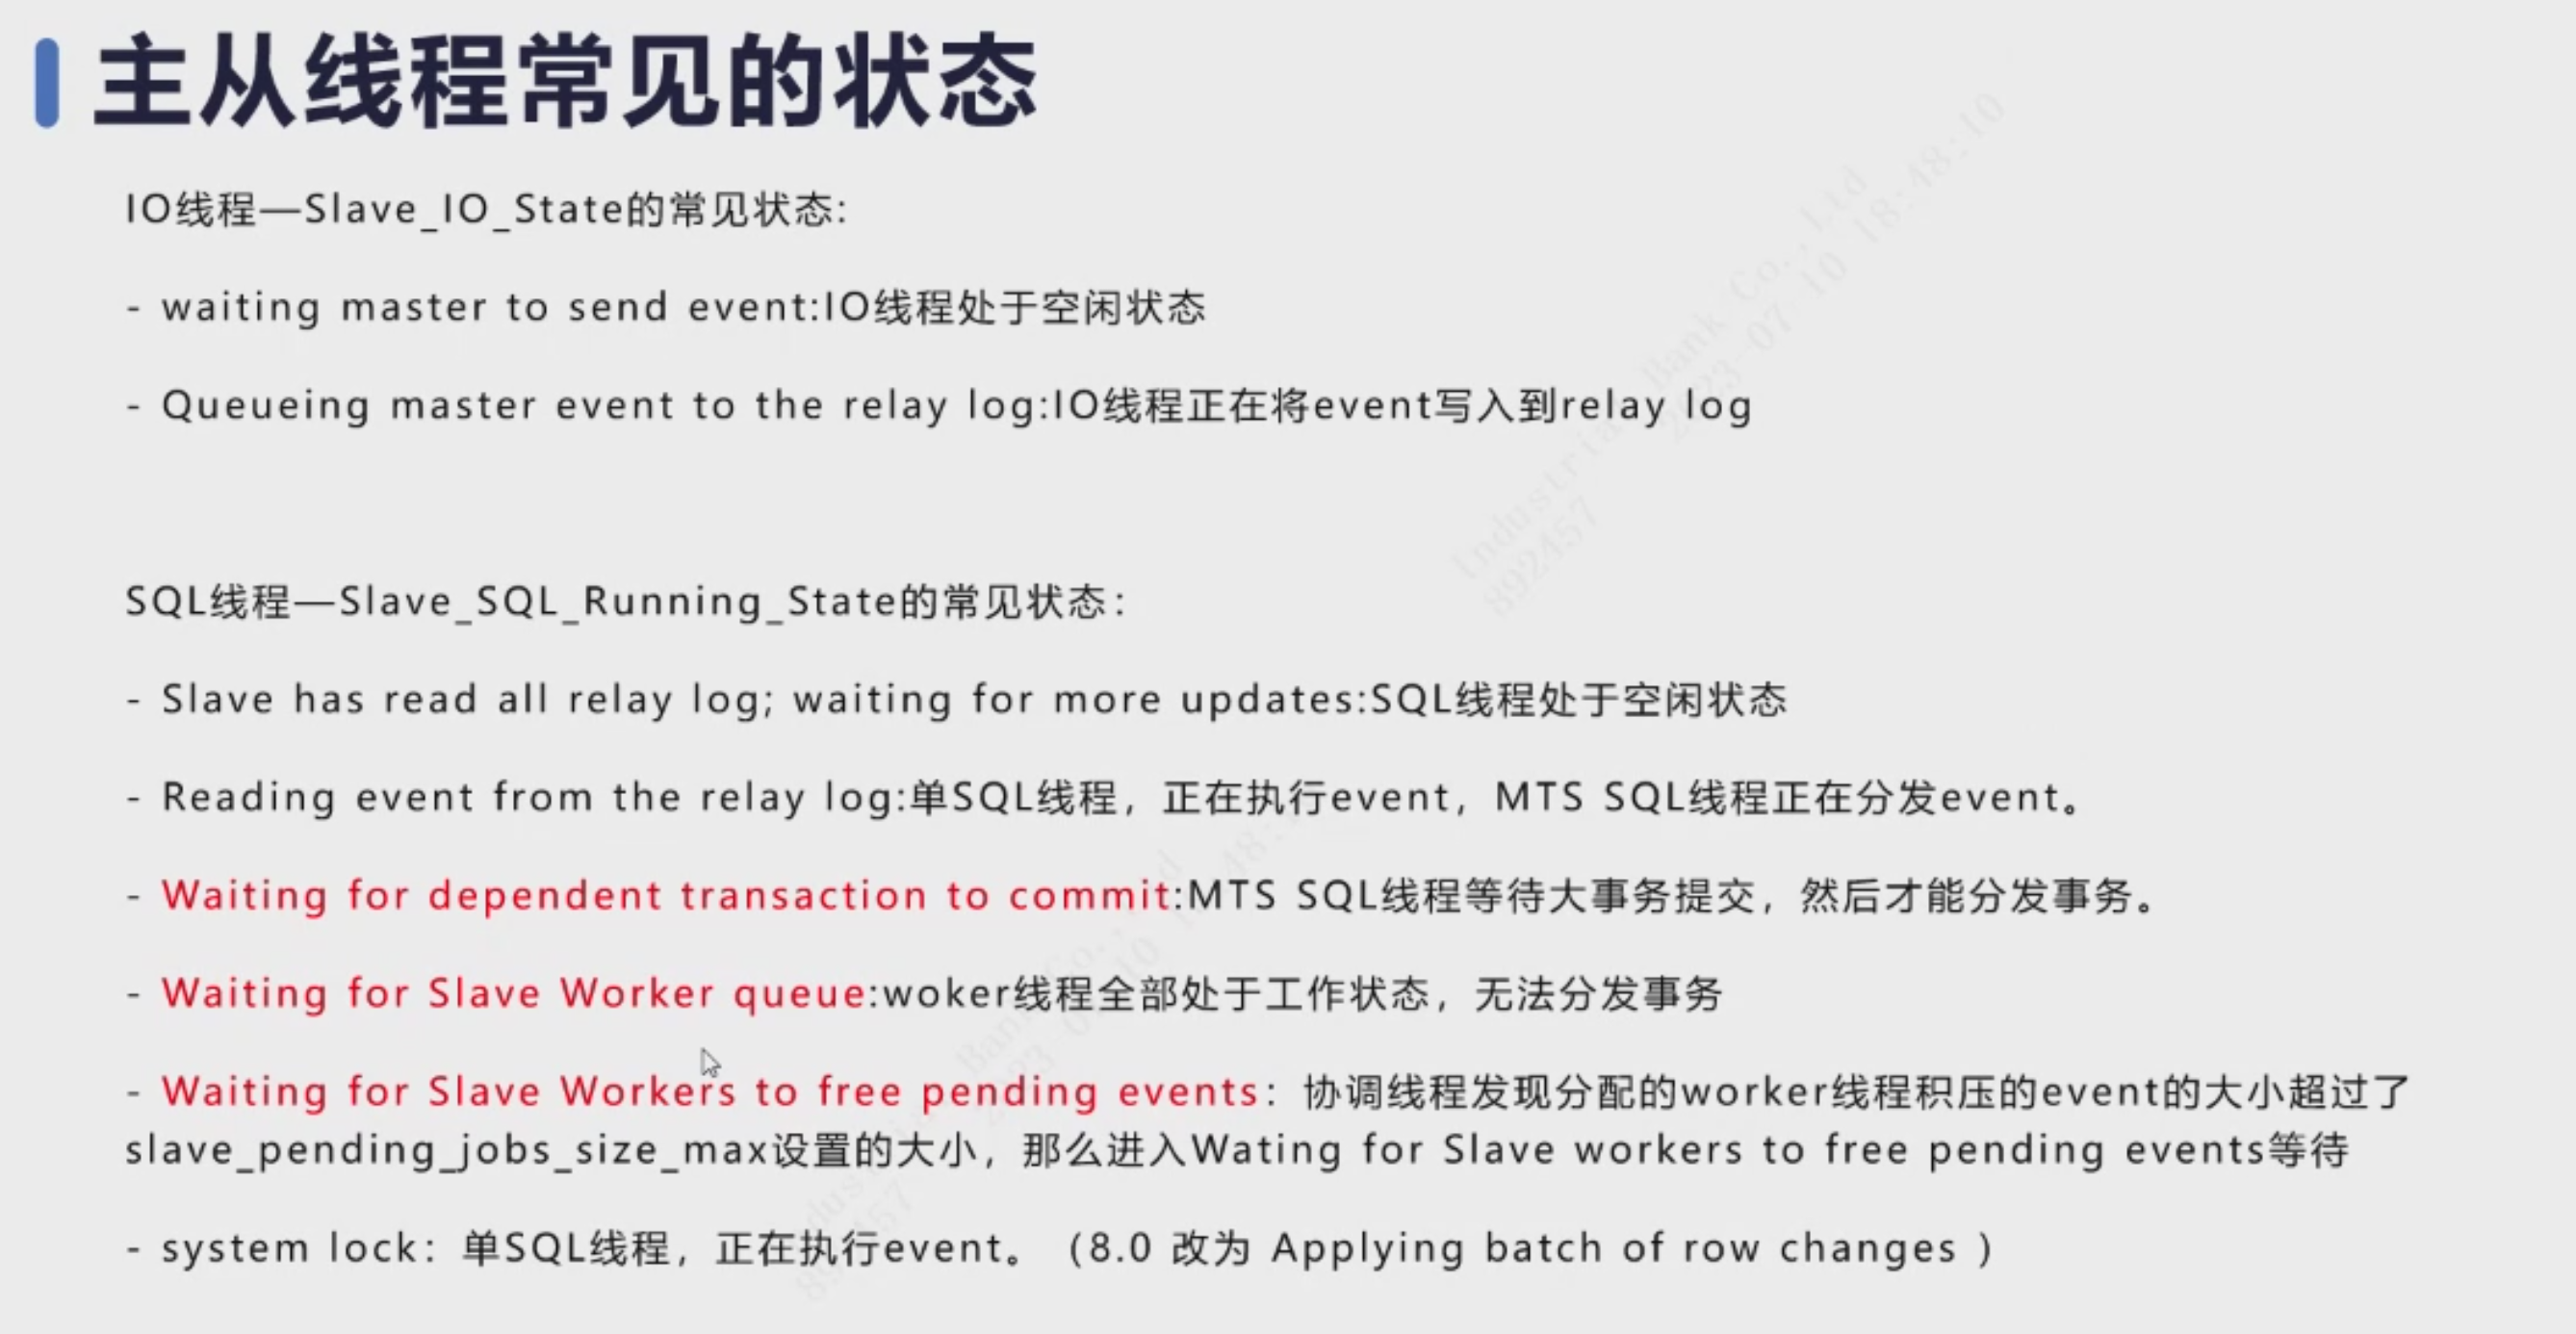 主从线程常见的状态
IO线程—Slave_IO_State的常见状态:
- waiting master to send event:IO线程处于空闲状态
- Queueing master event to the relay log:IO线程正在将event写入到relay log
Industrial Bank Co., Ltd
892457 2023-07-10 18:48:10
SQL线程—Slave_SQL_Running_State的常见状态：
- Slave has read all relay log; waiting for more updates:SQL线程处于空闲状态
- Reading event from the relay log:单SQL线程，正在执行event，MTS SQL线程正在分发event。
- Waiting for dependent transaction to commit:MTS SQL线程等待大事务提交，然后才能分发事务。
- Waiting for Slave Worker queue:woker线程全部处于工作状态，无法分发事务
- Waiting for Slave Workers to free pending events：协调线程发现分配的worker线程积压的event的大小超过了
slave_pending_jobs_size_max设置的大小，那么进入Wating for Slave workers to free pending events等待
- system lock：单SQL线程，正在执行event。（8.0 改为 Applying batch of row changes ）